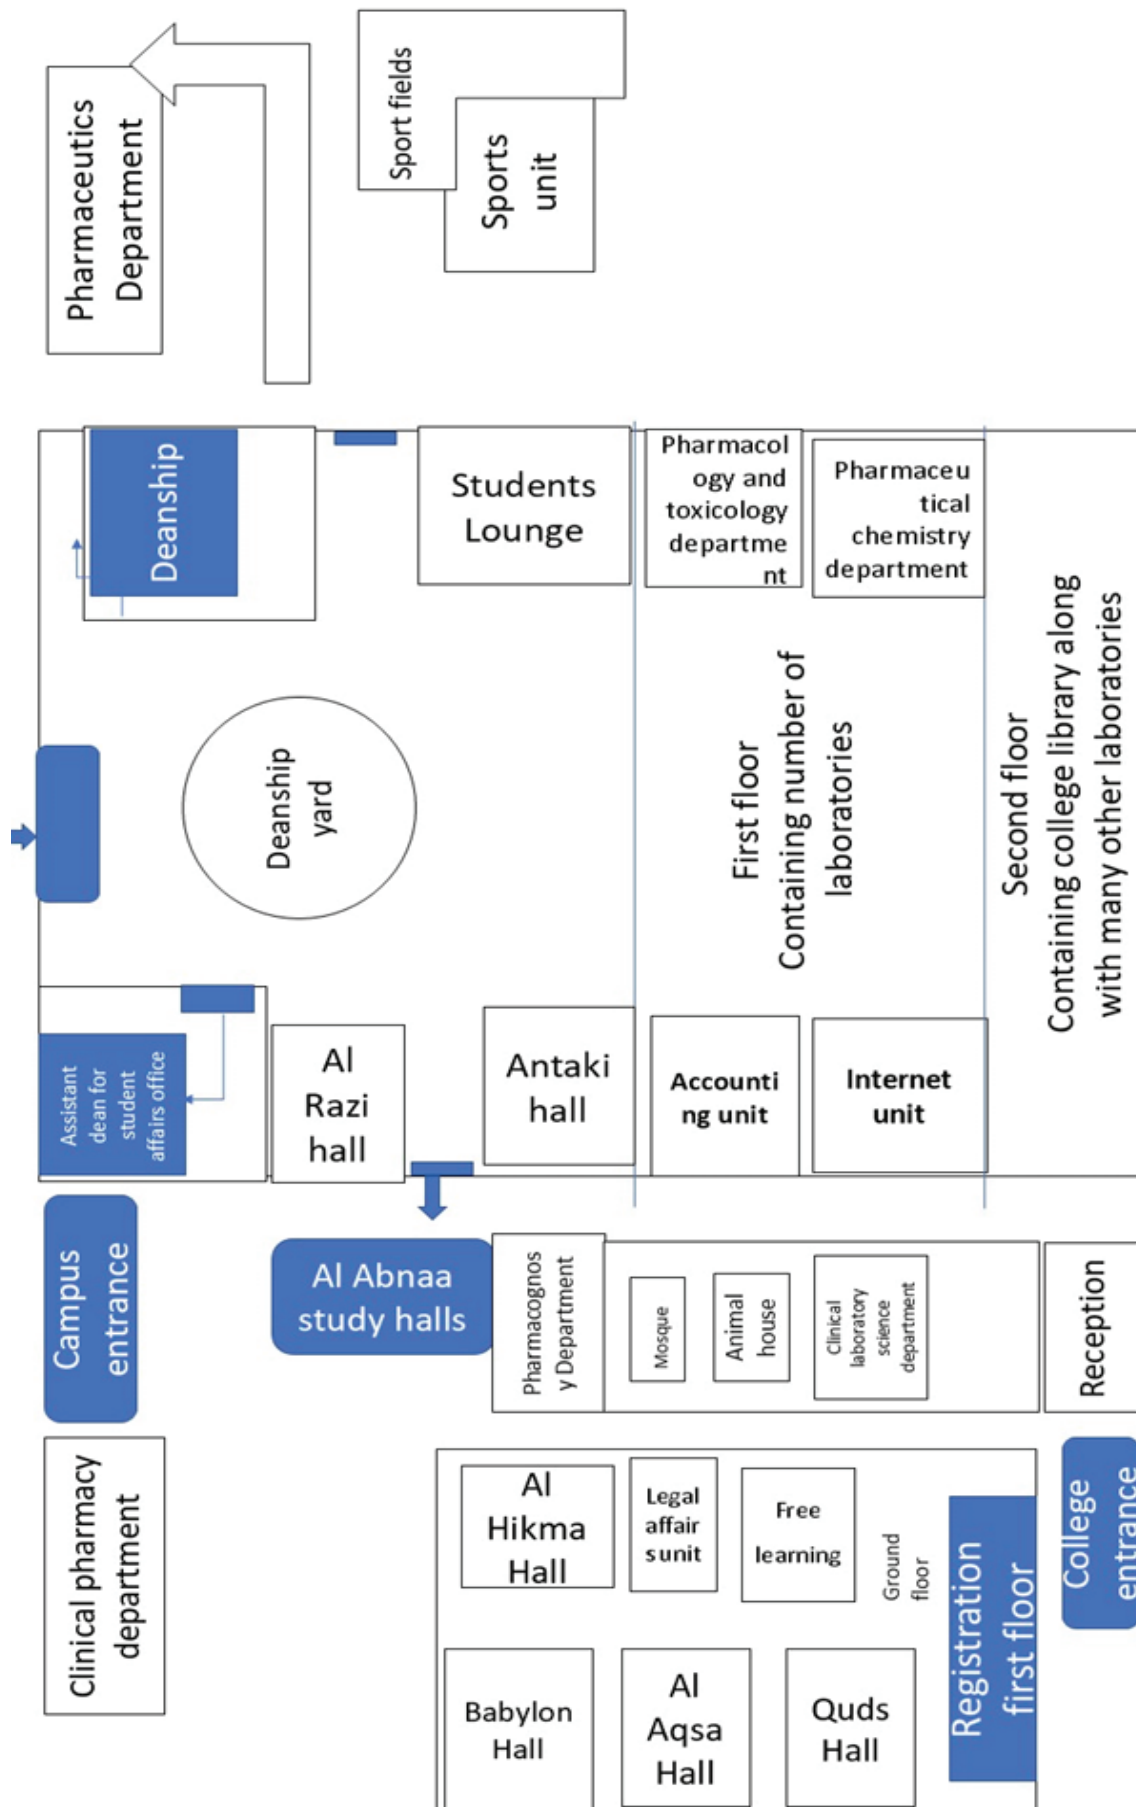 Pharmaceutics
Department
Sport fields
Sports
unit
Deanship
Students
Lounge
Pharmacol
ogy and
toxicology
departme
nt
Pharmaceu
tical
chemistry
department
Deanship
yard
First floor
Containing number of
laboratories
Second floor
Containing college library along
with many other laboratories
Assistant
dean for
student
affairs office
Al
Razi
hall
Antaki
hall
Accounti
ng unit
Internet
unit
Campus
entrance
Al Abnaa
study halls
Pharmacognos
y Department
Mosque
Animal
house
Clinical
laboratory
science
department
Reception
Clinical pharmacy
department
Al
Hikma
Hall
Legal
affair
sunit
Free
learning
Ground
floor
Registration
first floor
College
entrance
Babylon
Hall
Al
Aqsa
Hall
Quds
Hall